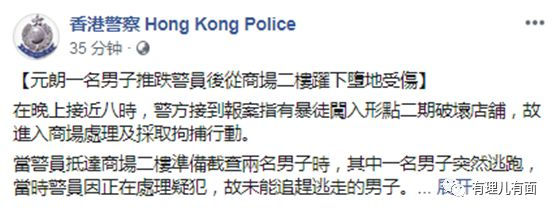 香港警察 Hong Kong Police
35 分钟 ·
【元朗一名男子推跌警員後從商場二樓躍下墮地受傷】
在晚上接近八時，警方接到報案指有暴徒闖入形點二期破壞店舖，故
進入商場處理及採取拘捕行動。
當警員抵達商場二樓準備截查兩名男子時，其中一名男子突然逃跑，
當時警員因正在處理疑犯，故未能追趕逃走的男子。... 展开
有理儿有面